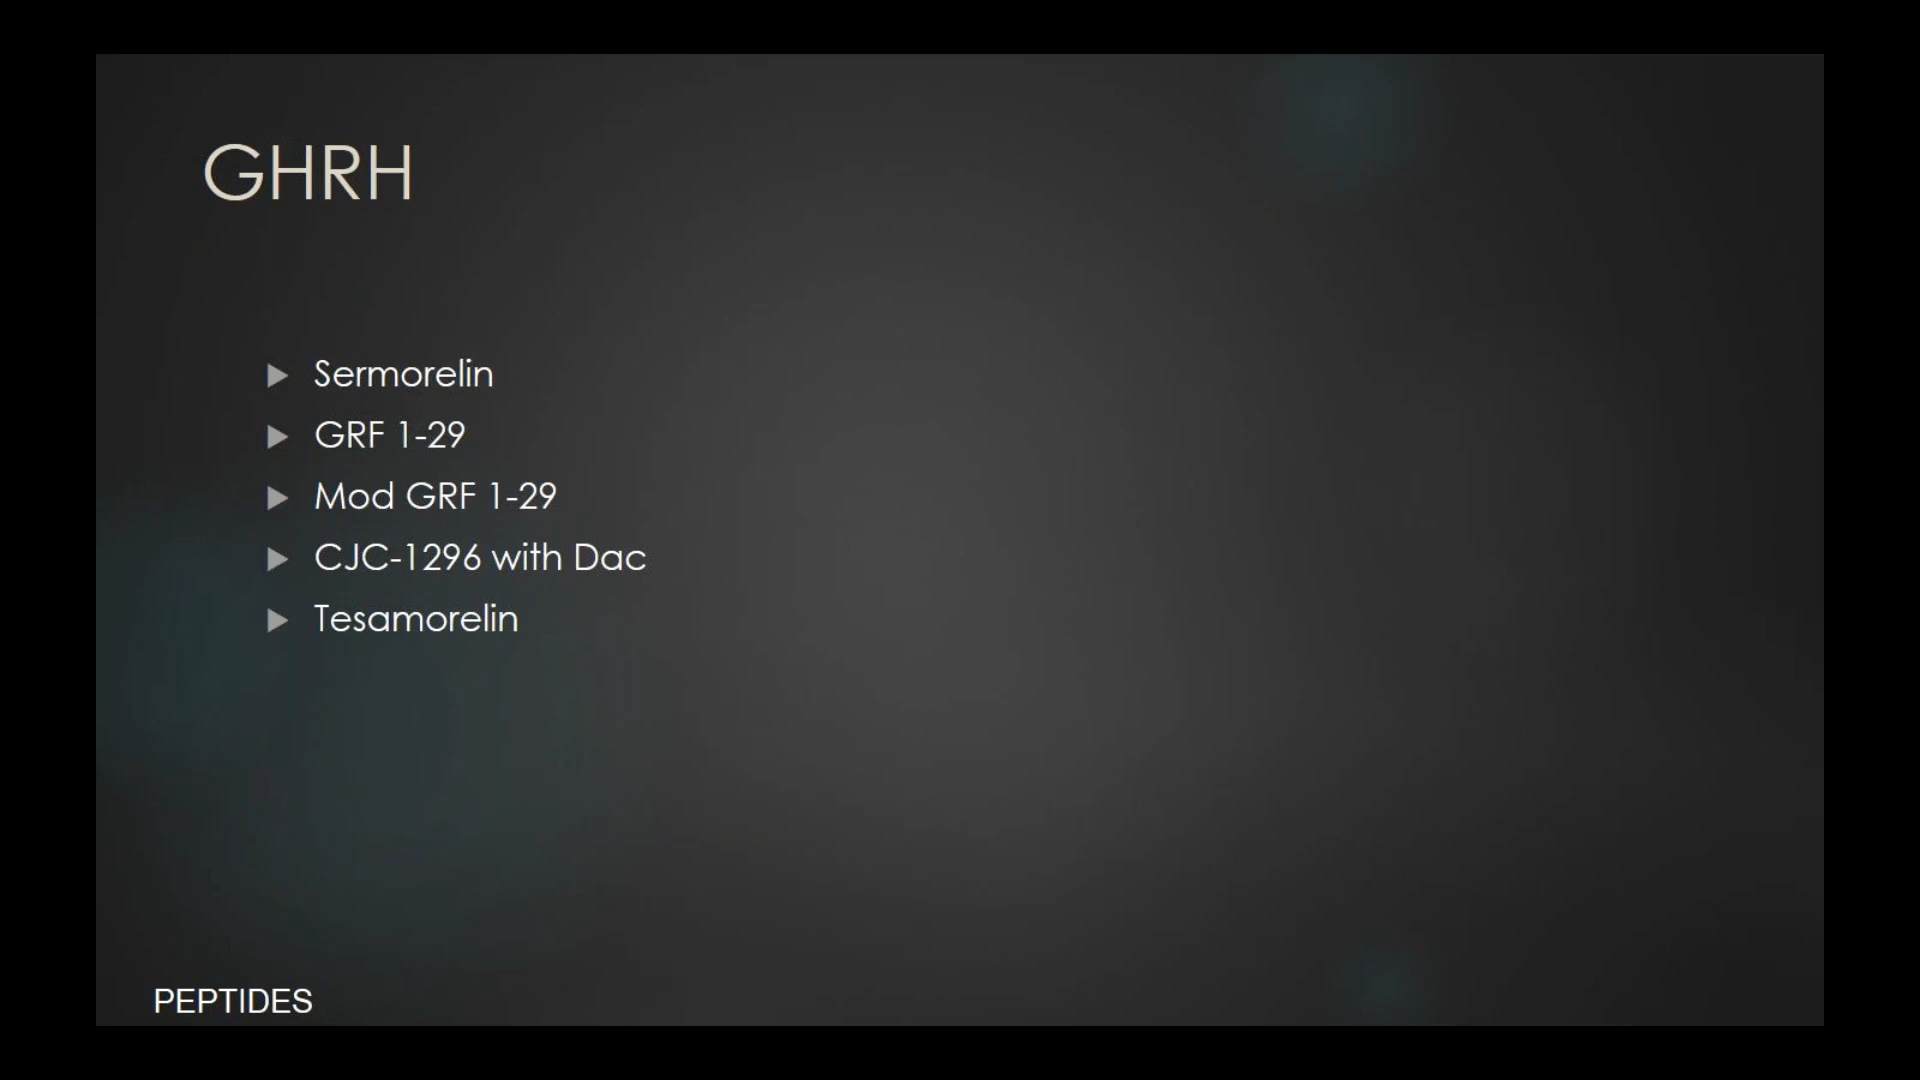 GHRH
Sermorelin
GRF 1-29
Mod GRF 1-29
CJC-1296 with Dac
Tesamorelin
PEPTIDES